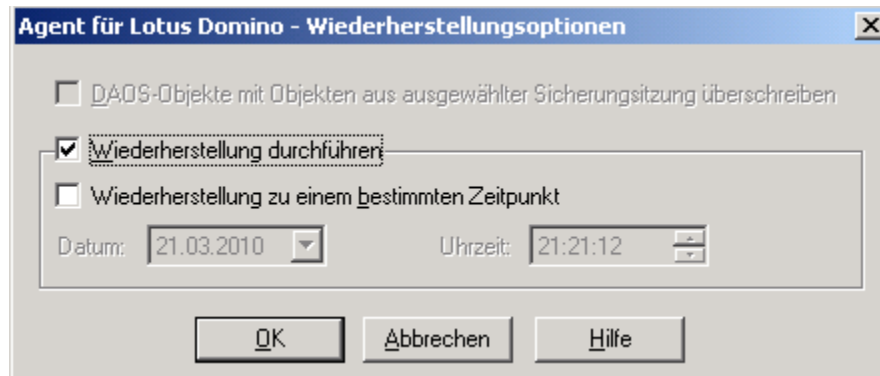 Agent für Lotus Domino - Wiederherstellungsoptionen
DAOS-Objekte mit Objekten aus ausgewählter Sicherungsitzung überschreiben
Wiederherstellung durchführen
Wiederherstellung zu einem bestimmten Zeitpunkt
Datum: 21.03.2010 Uhrzeit: 21:21:12
OK Abbrechen Hilfe